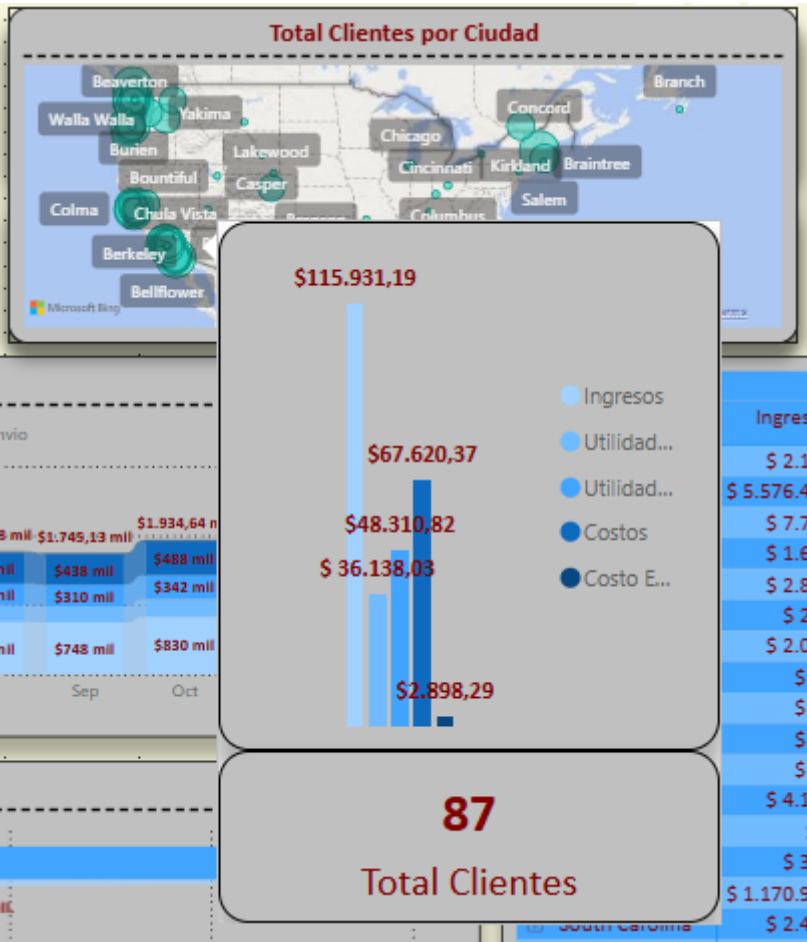 Total Clientes por Ciudad
Beaverton
Branch
Walla Walla
Yakima
Concord
Chicago
Burien
Lakewood
Cincinnati
Kirkland
Braintree
Bountiful
Casper
Salem
Colma
Chula Vista
Columbus
Berkeley
Bellflower
Microsoft Bing
$115.931,19
Ingresos
Utilidad...
$67.620,37
Utilidad...
$48.310,82
Costos
$ 36.138,03
Costo E...
$2.898,29
87
Total Clientes
$1.745,13 mil
$1.934,64
$438 mil
$488 mil
$310 mil
$342 mil
$748 mil
$830 mil
Sep
Oct
Ingres
$ 2.1
$ 5.576.4
$ 7.7
$ 1.6
$ 2.8
$ 2
$ 2.0
$
$
$
$
$ 4.1
$ 3
$ 1.170.9
South Carolina
$ 2.4